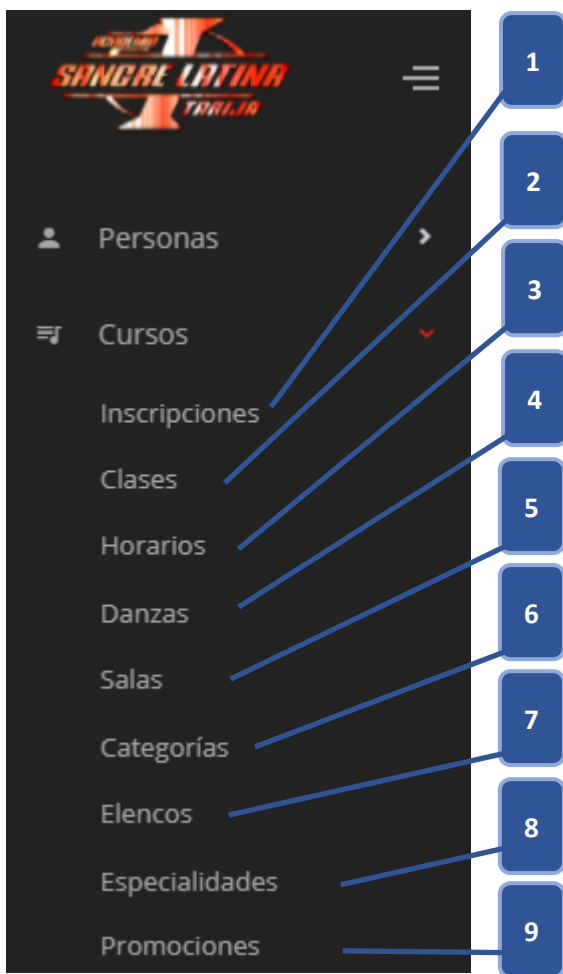 ACADEMIA
SANGRE LATINA
TARIJA
1
2
Personas
3
Cursos
4
Inscripciones
Clases
5
Horarios
Danzas
6
Salas
7
Categorías
Elencos
8
Especialidades
9
Promociones